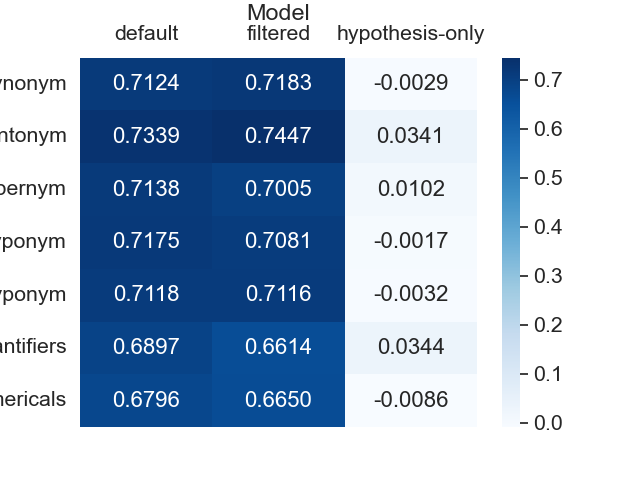 Model
default filtered hypothesis-only
ynonym 0.7124 0.7183 -0.0029
ntonym 0.7339 0.7447 0.0341
pernym 0.7138 0.7005 0.0102
yponym 0.7175 0.7081 -0.0017
yponym 0.7118 0.7116 -0.0032
antifiers 0.6897 0.6614 0.0344
mericals 0.6796 0.6650 -0.0086
0.7
0.6
0.5
0.4
0.3
0.2
0.1
0.0